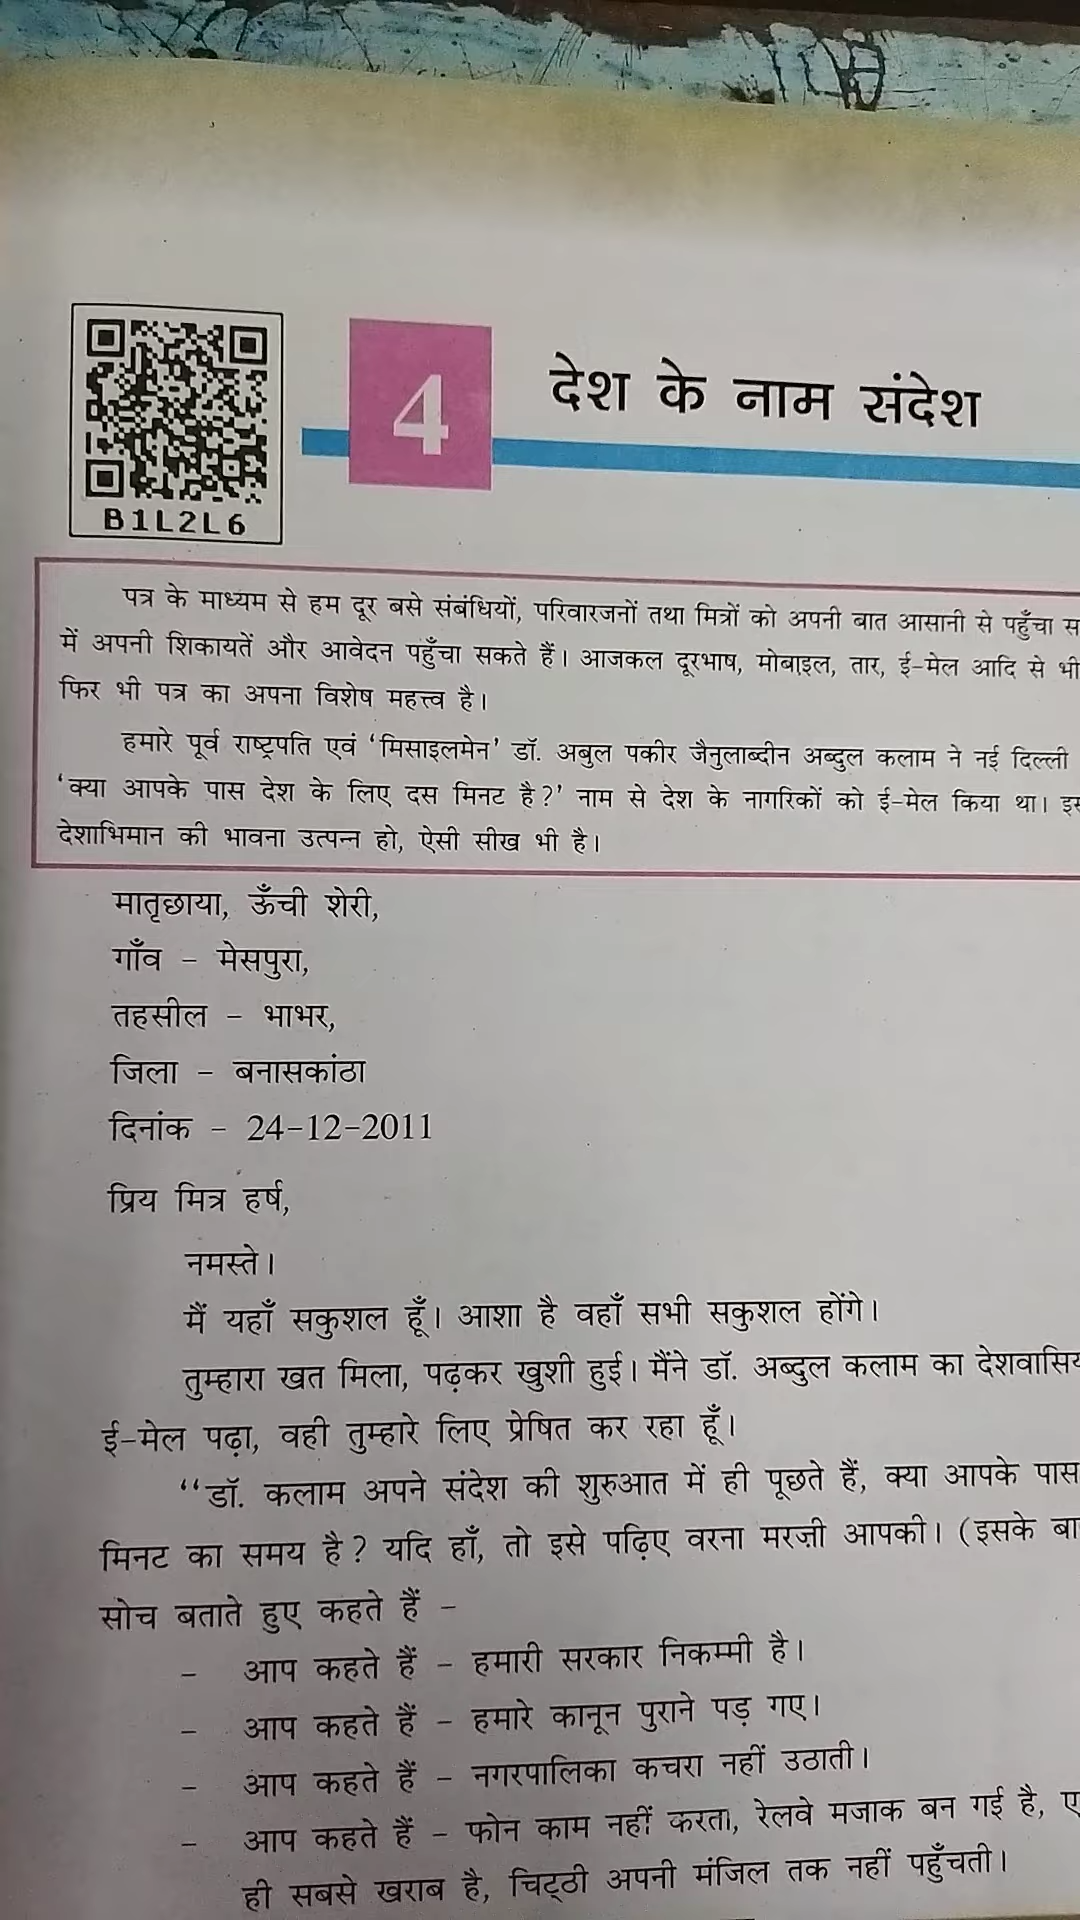 4
देश के नाम संदेश
B1L2L6
पत्र के माध्यम से हम दूर बसे संबंधियों, परिवारजनों तथा मित्रों को अपनी बात आसानी से पहुँचा
में अपनी शिकायतें और आवेदन पहुँचा सकते हैं। आजकल दूरभाष, मोबाइल, तार, ई-मेल आदि से भी
फिर भी पत्र का अपना विशेष महत्त्व है।
हमारे पूर्व राष्ट्रपति एवं ‘मिसाइलमेन’ डॉ. अबुल पकीर जैनुलाब्दीन अब्दुल कलाम ने नई दिल्ली
‘क्या आपके पास देश के लिए दस मिनट है?’ नाम से देश के नागरिकों को ई-मेल किया था।
देशाभिमान की भावना उत्पन्न हो, ऐसी सीख भी है।
मातृछाया, ऊँची शेरी,
गाँव - मेसपुरा,
तहसील - भाभर,
जिला - बनासकांठा
दिनांक - 24-12-2011
प्रिय मित्र हर्ष,
नमस्ते।
मैं यहाँ सकुशल हूँ। आशा है वहाँ सभी सकुशल होंगे।
तुम्हारा खत मिला, पढ़कर खुशी हुई। मैंने डॉ. अब्दुल कलाम का
ई-मेल पढ़ा, वही तुम्हारे लिए प्रेषित कर रहा हूँ।
“डॉ. कलाम अपने संदेश की शुरुआत में ही पूछते हैं, क्या आपके पास
मिनट का समय है? यदि हाँ, तो इसे पढ़िए वरना मरज़ी आपकी। (इसके
सोच बताते हुए कहते हैं -
- आप कहते हैं - हमारी सरकार निकम्मी है।
- आप कहते हैं - हमारे कानून पुराने पड़ गए।
- आप कहते हैं - नगरपालिका कचरा नहीं उठाती।
- आप कहते हैं - फोन काम नहीं करता, रेलवे मजाक बन गई है,
ही सबसे खराब है, चिट्ठी अपनी मंजिल तक नहीं पहुँचती।